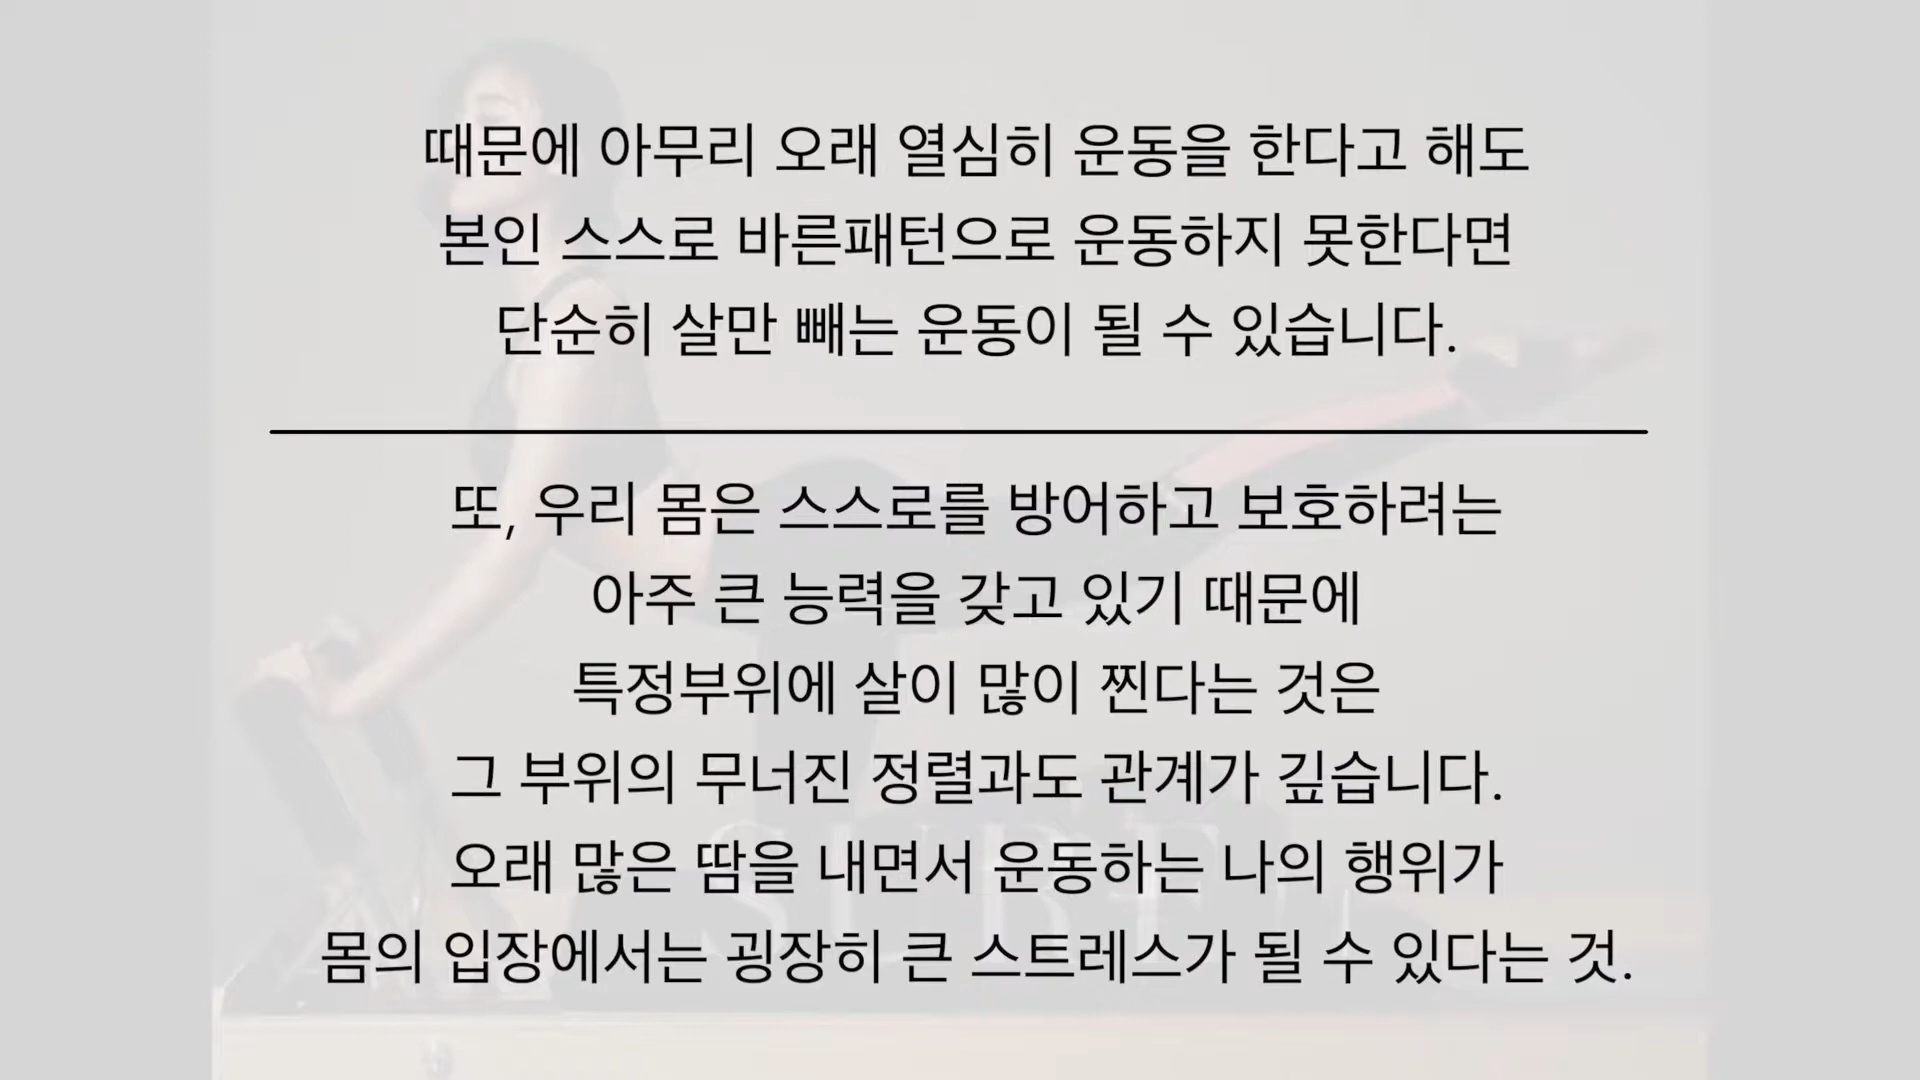 때문에 아무리 오래 열심히 운동을 한다고 해도
본인 스스로 바른패턴으로 운동하지 못한다면
단순히 살만 빼는 운동이 될 수 있습니다.
또, 우리 몸은 스스로를 방어하고 보호하려는
아주 큰 능력을 갖고 있기 때문에
특정부위에 살이 많이 찐다는 것은
그 부위의 무너진 정렬과도 관계가 깊습니다.
오래 많은 땀을 내면서 운동하는 나의 행위가
몸의 입장에서는 굉장히 큰 스트레스가 될 수 있다는 것.